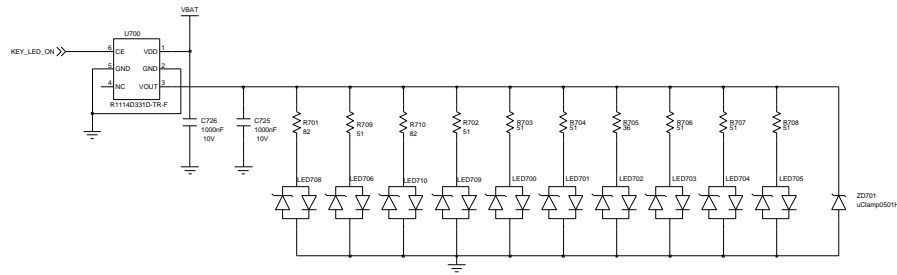 VBAT
U700
KEY_LED_ON
6 CE VDD 1
5 GND GND 2
4 NC VOUT 3
R1114D331D-TR-F
C726
1000nF
10V
C725
1000nF
10V
R701
82
R709
51
R710
82
R702
51
R703
51
R704
51
R705
36
R706
51
R707
51
R708
51
LED708
LED706
LED710
LED709
LED700
LED701
LED702
LED703
LED704
LED705
ZD701
uClamp0501H